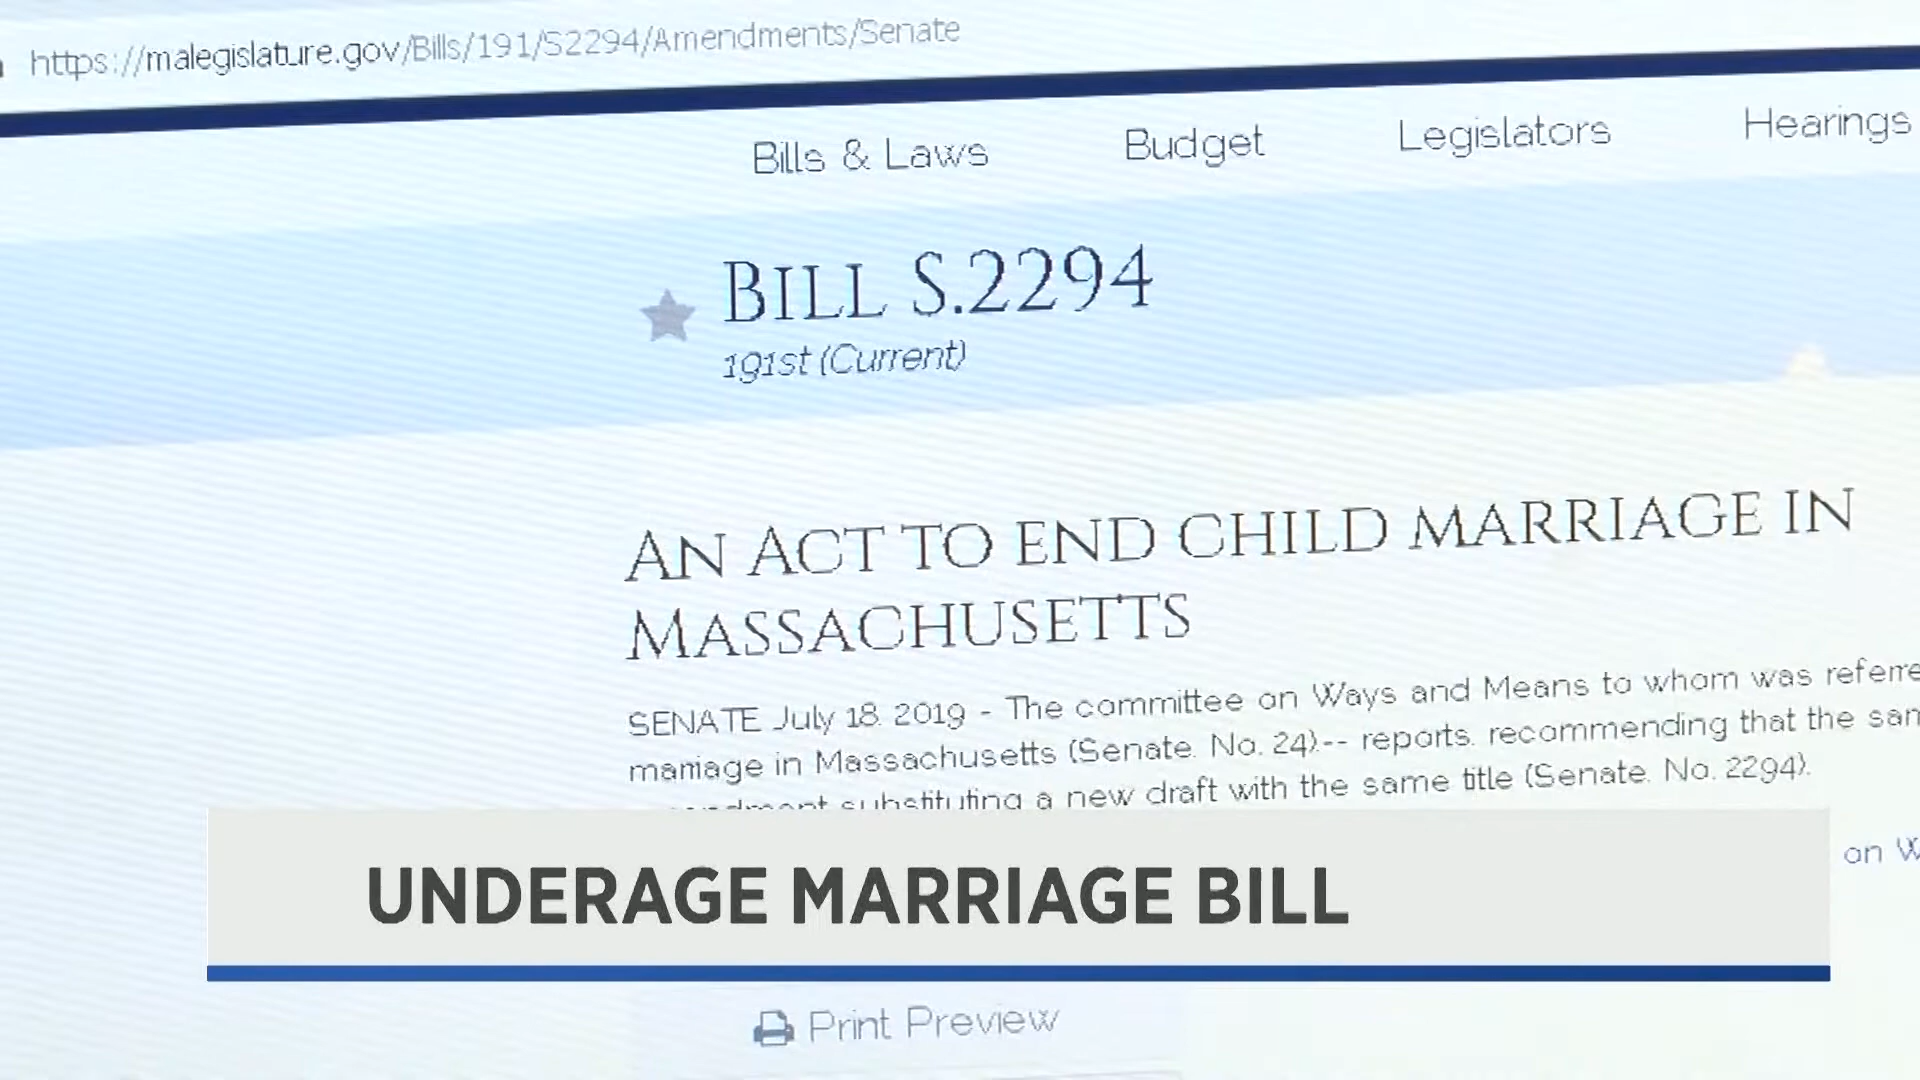 https://malegislature.gov/Bills/191/S2294/Amendments/Senate
Bills & Laws Budget Legislators Hearings
BILL S.2294
191st (Current)
AN ACT TO END CHILD MARRIAGE IN
MASSACHUSETTS
SENATE July 18, 2019 - The committee on Ways and Means to whom was
marriage in Massachusetts (Senate, No. 24),-- reports, recommending that the
substituting a new draft with the same title (Senate, No. 2294).
on
UNDERAGE MARRIAGE BILL
Print Preview